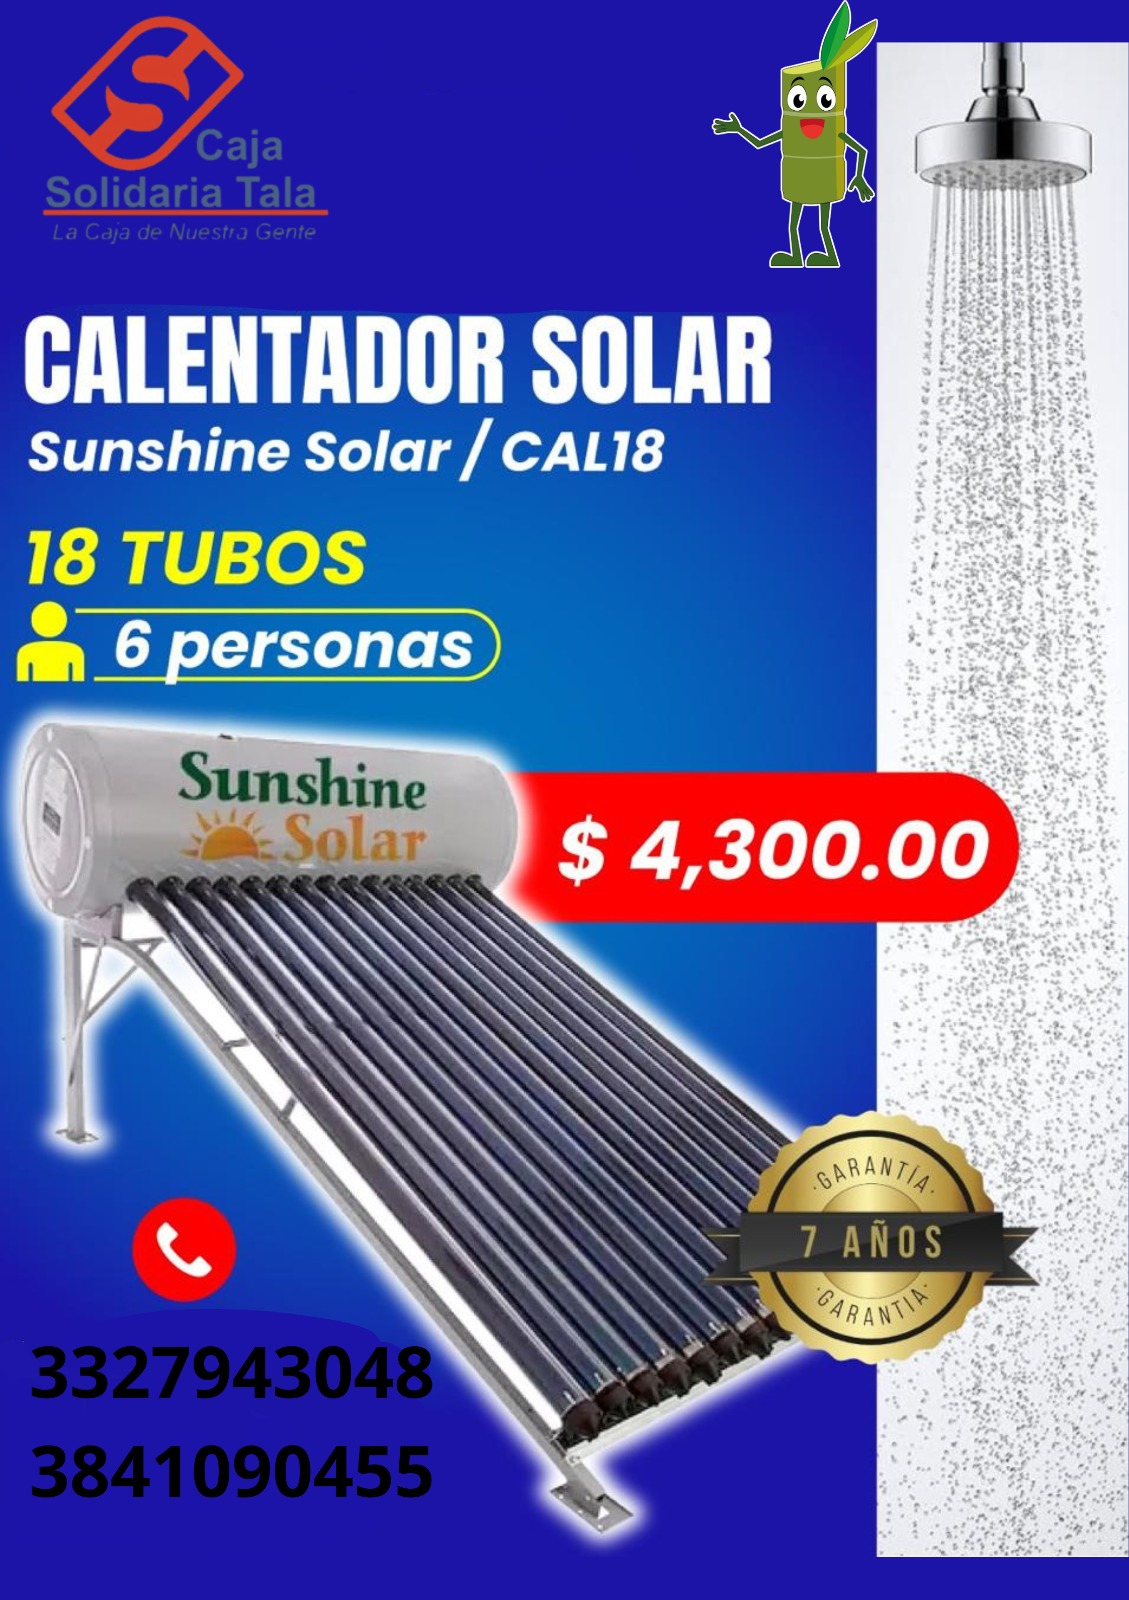 Caja
Solidaria Tala
La Caja de Nuestra Gente
CALENTADOR SOLAR
Sunshine Solar / CAL18
18 TUBOS
6 personas
Sunshine
Solar
$ 4,300.00
·GARANTÍA·
7 AÑOS
·GARANTIA·
3327943048
3841090455